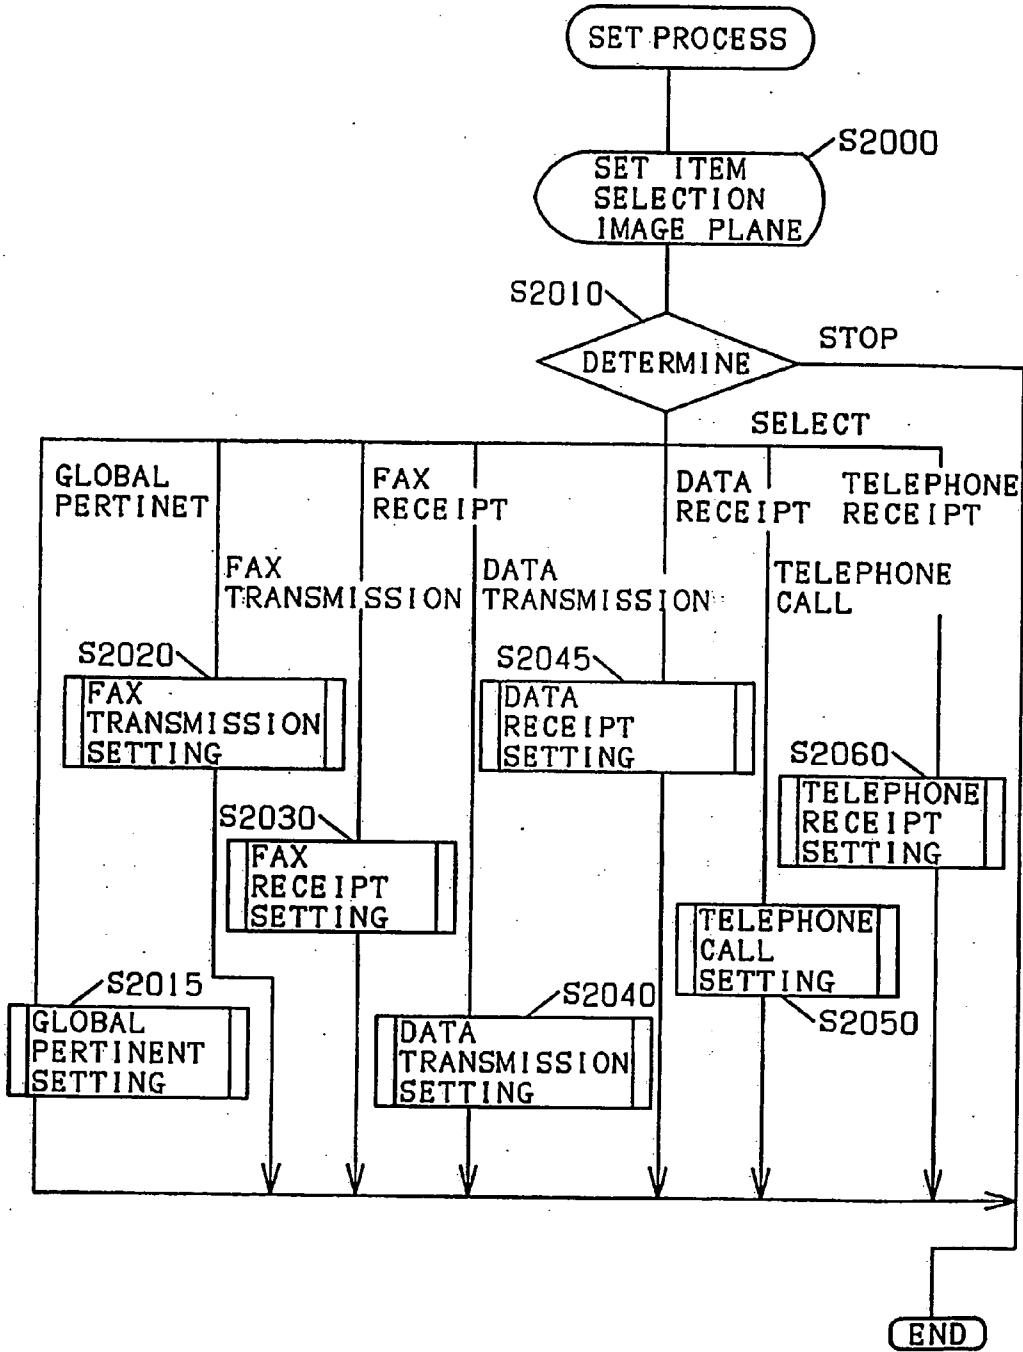 SET PROCESS
S2000
SET ITEM
SELECTION
IMAGE PLANE
S2010
DETERMINE
STOP
SELECT
GLOBAL
PERTINET
FAX
RECEIPT
DATA
RECEIPT
TELEPHONE
RECEIPT
FAX
TRANSMISSION
DATA
TRANSMISSION
TELEPHONE
CALL
S2020
FAX
TRANSMISSION
SETTING
S2045
DATA
RECEIPT
SETTING
S2060
TELEPHONE
RECEIPT
SETTING
S2030
FAX
RECEIPT
SETTING
TELEPHONE
CALL
SETTING
S2050
S2015
GLOBAL
PERTINENT
SETTING
S2040
DATA
TRANSMISSION
SETTING
END